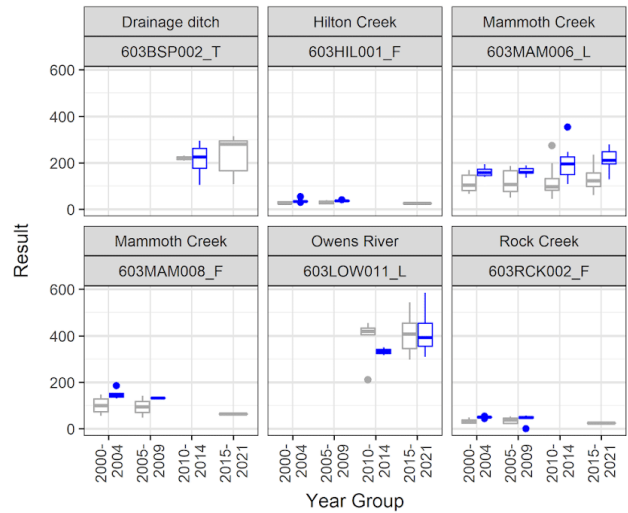 Drainage ditch
Hilton Creek
Mammoth Creek
603BSP002_T
603HIL001_F
603MAM006_L
600
400
200
0
Mammoth Creek
Owens River
Rock Creek
603MAM008_F
603LOW011_L
603RCK002_F
600
400
200
0
Result
2000-
2004
2005-
2009
2010-
2014
2015-
2021
2000-
2004
2005-
2009
2010-
2014
2015-
2021
2000-
2004
2005-
2009
2010-
2014
2015-
2021
Year Group